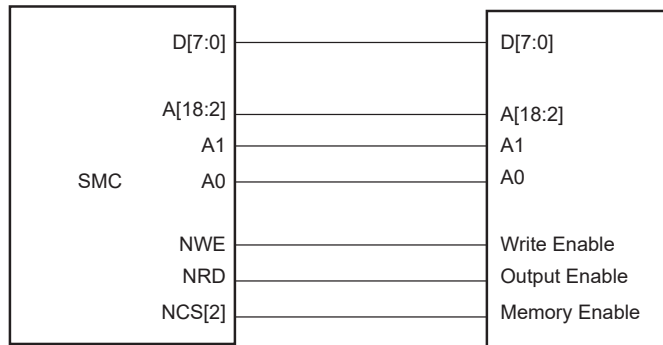 D[7:0] D[7:0]
A[18:2] A[18:2]
A1 A1
SMC A0 A0
NWE Write Enable
NRD Output Enable
NCS[2] Memory Enable